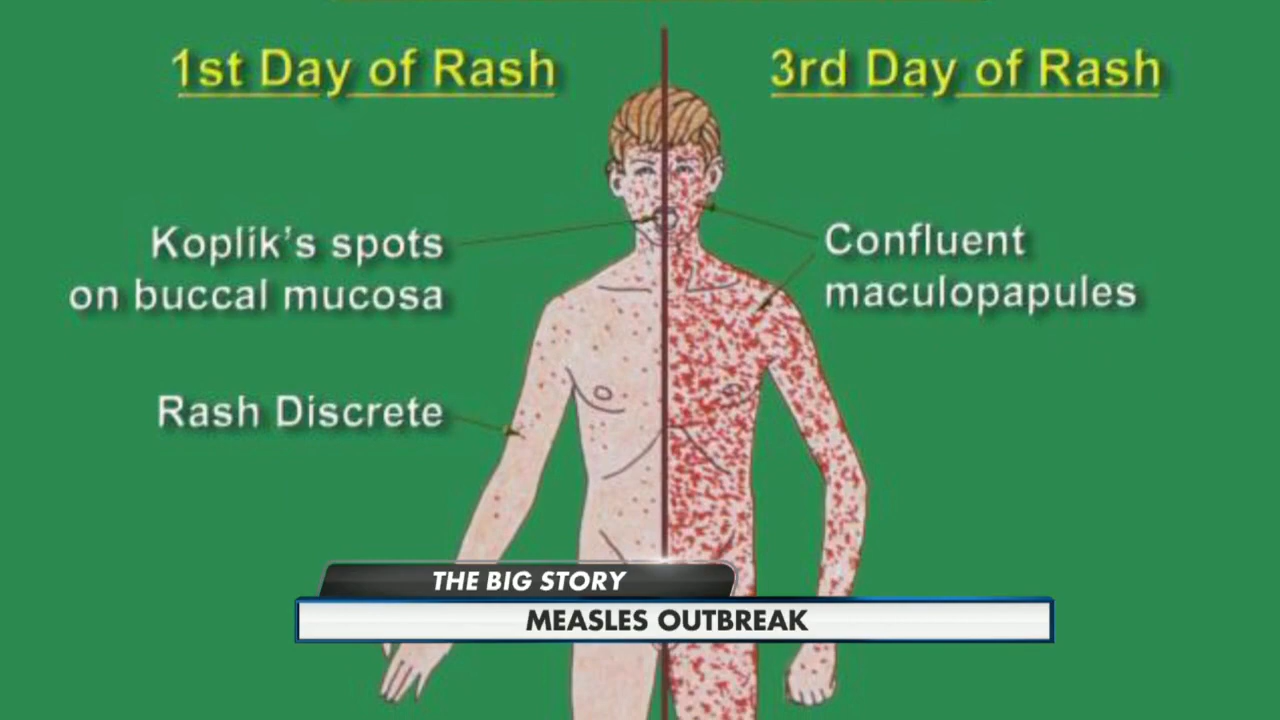 1st Day of Rash
3rd Day of Rash
Koplik's spots
on buccal mucosa
Confluent
maculopapules
Rash Discrete
THE BIG STORY
MEASLES OUTBREAK